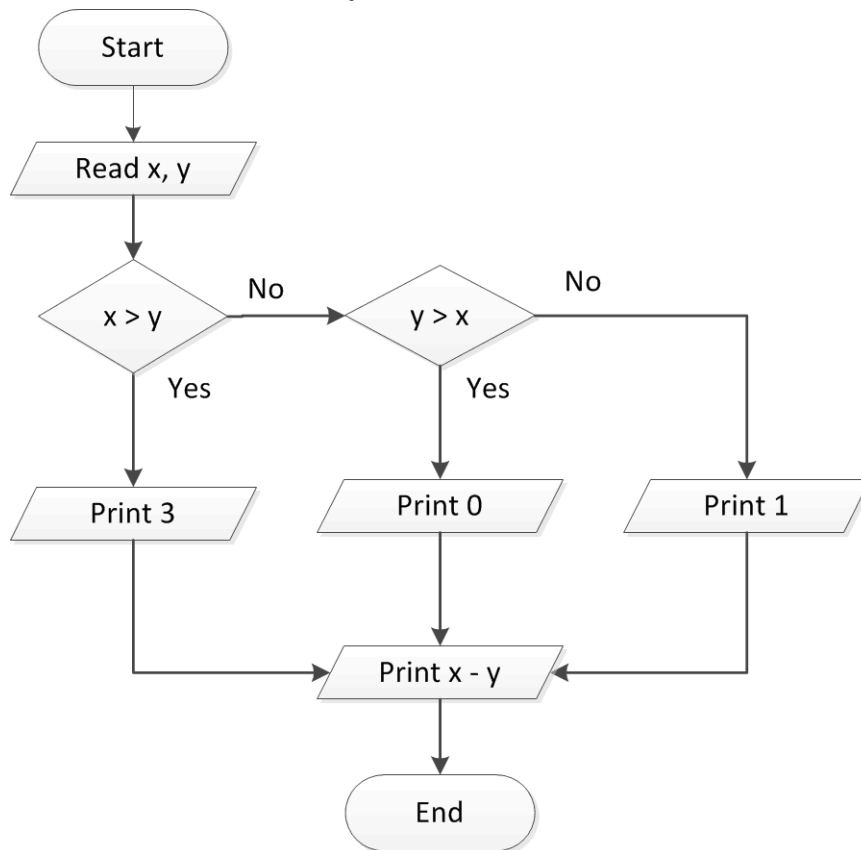 Start
Read x, y
x > y
No
y > x
No
Yes
Yes
Print 3
Print 0
Print 1
Print x - y
End